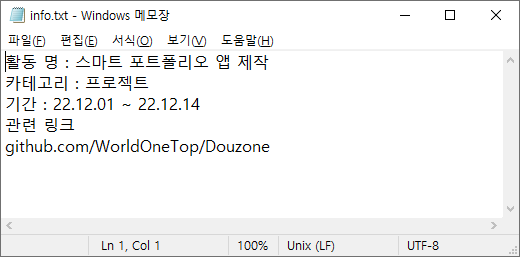 info.txt - Windows 메모장
파일(F) 편집(E) 서식(O) 보기(V) 도움말(H)
활동 명 : 스마트 포트폴리오 앱 제작
카테고리 : 프로젝트
기간 : 22.12.01 ~ 22.12.14
관련 링크
github.com/WorldOneTop/Douzone
Ln 1, Col 1 100% Unix (LF) UTF-8